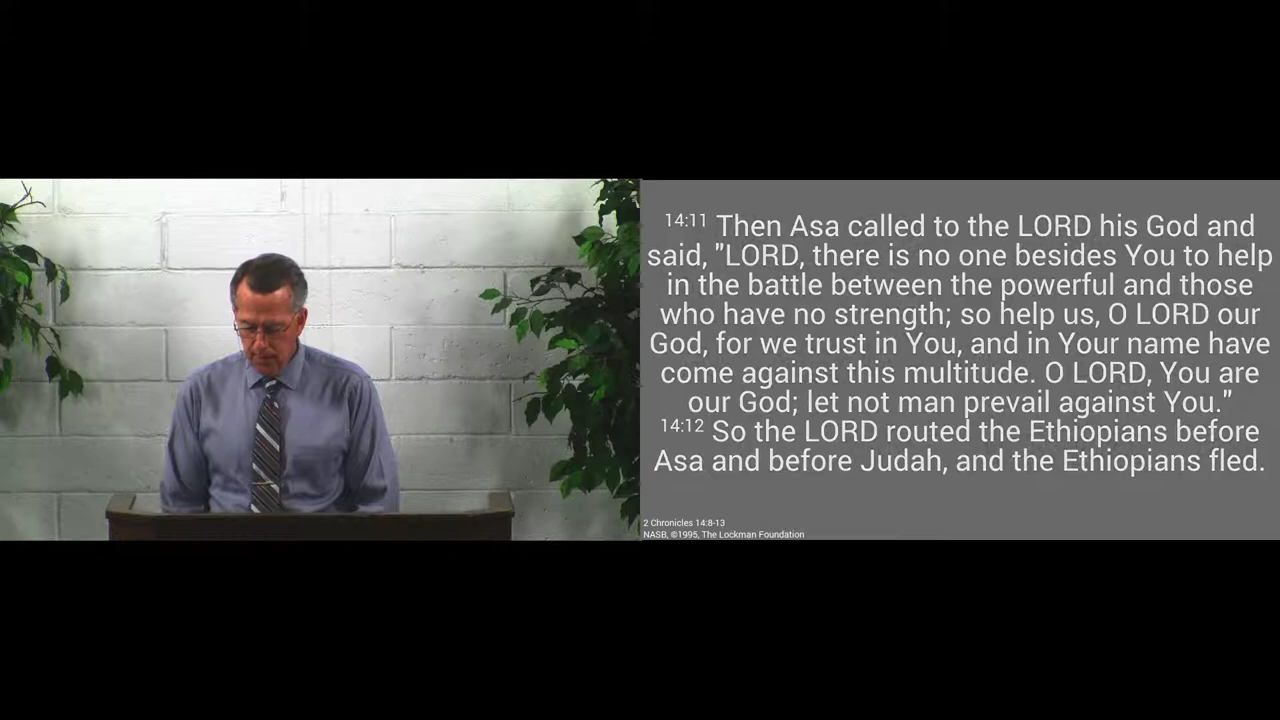 14:11 Then Asa called to the LORD his God and
said, "LORD, there is no one besides You to help
in the battle between the powerful and those
who have no strength; so help us, O LORD our
God, for we trust in You, and in Your name have
come against this multitude. O LORD, You are
our God; let not man prevail against You."
14:12 So the LORD routed the Ethiopians before
Asa and before Judah, and the Ethiopians fled.
2 Chronicles 14:8-13
NASB, ©1995, The Lockman Foundation